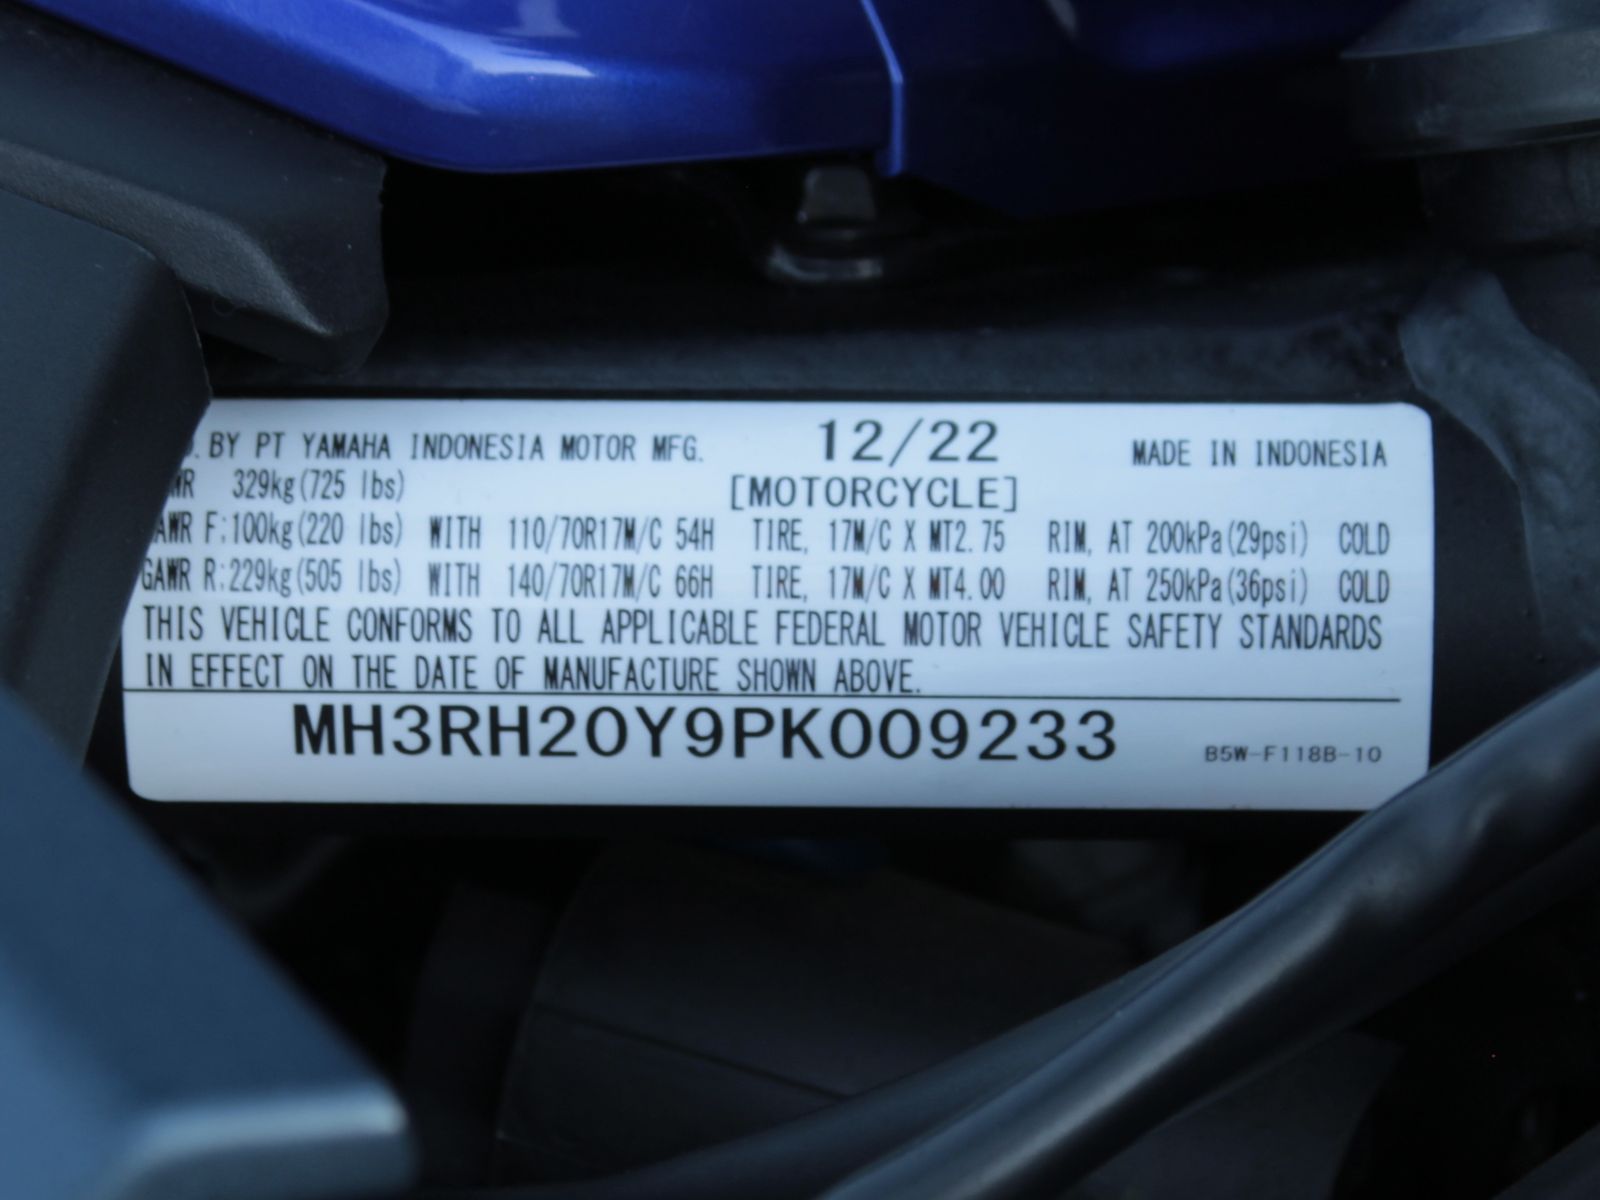 . BY PT YAMAHA INDONESIA MOTOR MFG. 12/22 MADE IN INDONESIA
329kg(725 lbs) [MOTORCYCLE]
AWR F:100kg(220 lbs) WITH 110/70R17M/C 54H TIRE, 17M/C X MT2.75 RIM, AT 200kPa(29psi) COLD
GAWR R:229kg(505 lbs) WITH 140/70R17M/C 66H TIRE, 17M/C X MT4.00 RIM, AT 250kPa(36psi) COLD
THIS VEHICLE CONFORMS TO ALL APPLICABLE FEDERAL MOTOR VEHICLE SAFETY STANDARDS
IN EFFECT ON THE DATE OF MANUFACTURE SHOWN ABOVE.
MH3RH20Y9PK009233 B5W-F118B-10